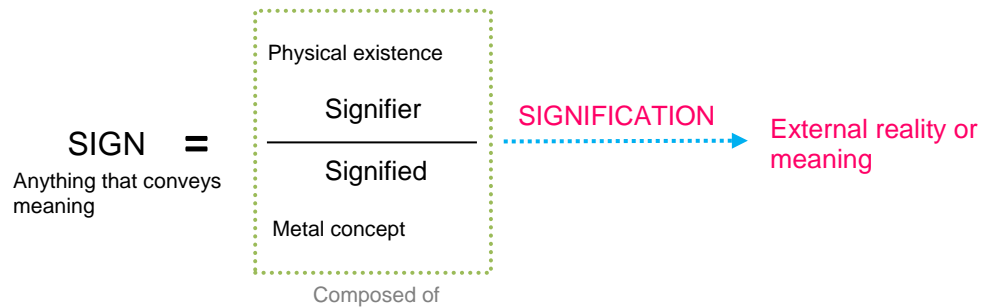 SIGN =
Anything that conveys
meaning
Physical existence
Signifier
Signified
Metal concept
Composed of
SIGNIFICATION
External reality or
meaning